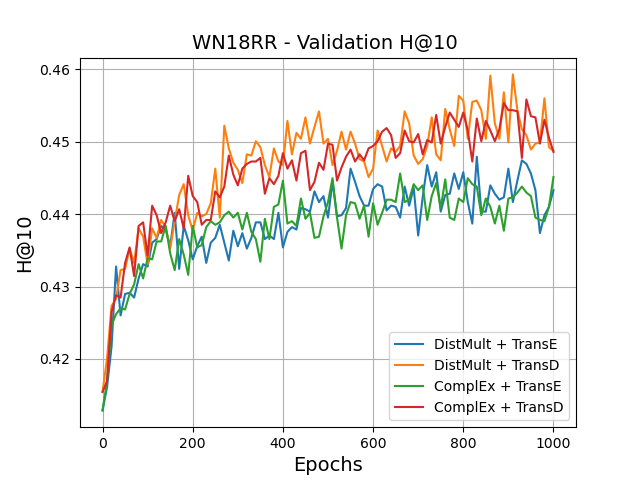 WN18RR - Validation H@10
H@10
0.46
0.45
0.44
0.43
0.42
0 200 400 600 800 1000
Epochs
DistMult + TransE
DistMult + TransD
ComplEx + TransE
ComplEx + TransD